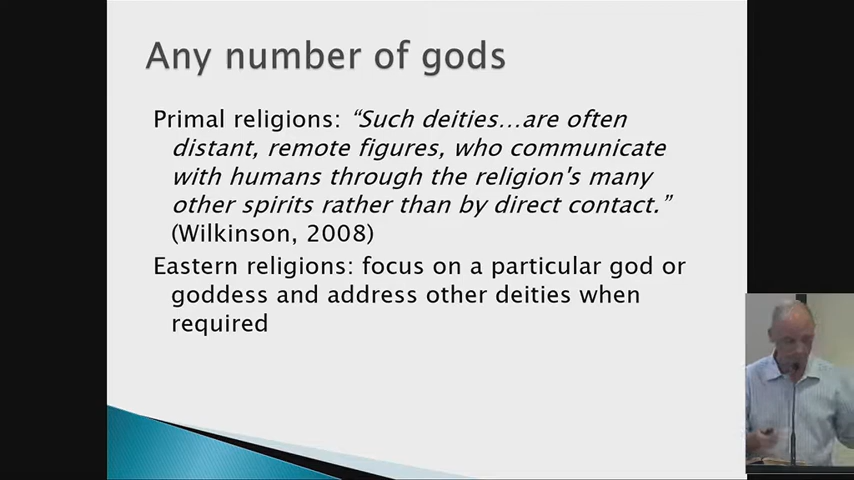 Any number of gods
Primal religions: “Such deities...are often
distant, remote figures, who communicate
with humans through the religion's many
other spirits rather than by direct contact.”
(Wilkinson, 2008)
Eastern religions: focus on a particular god or
goddess and address other deities when
required